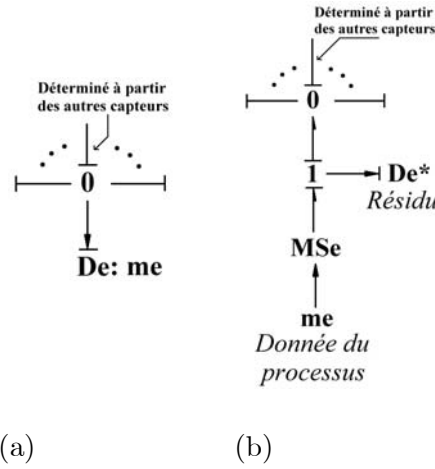 Déterminé à partir
des autres capteurs
0
De: me
(a)
Déterminé à partir
des autres capteurs
0
1
De*
Résidu
MSe
me
Donnée du
processus
(b)